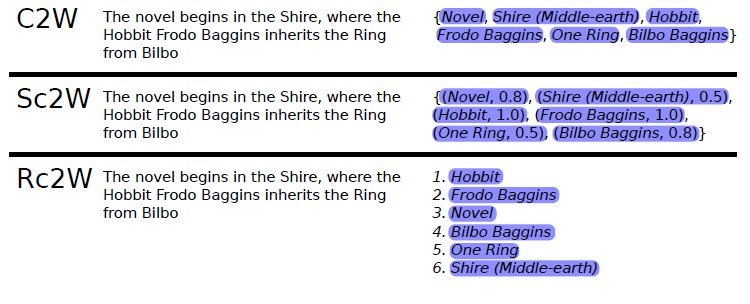 C2W
The novel begins in the Shire, where the
Hobbit Frodo Baggins inherits the Ring
from Bilbo
{Novel, Shire (Middle-earth), Hobbit,
Frodo Baggins, One Ring, Bilbo Baggins}
Sc2W
The novel begins in the Shire, where the
Hobbit Frodo Baggins inherits the Ring
from Bilbo
{(Novel, 0.8), (Shire (Middle-earth), 0.5),
(Hobbit, 1.0), (Frodo Baggins, 1.0),
(One Ring, 0.5), (Bilbo Baggins, 0.8)}
Rc2W
The novel begins in the Shire, where the
Hobbit Frodo Baggins inherits the Ring
from Bilbo
1. Hobbit
2. Frodo Baggins
3. Novel
4. Bilbo Baggins
5. One Ring
6. Shire (Middle-earth)